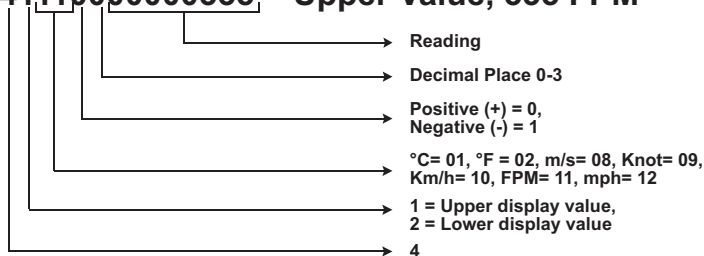 Upper Value, FPM
Reading
Decimal Place 0-3
Positive (+) = 0,
Negative (-) = 1
°C= 01, °F = 02, m/s= 08, Knot= 09,
Km/h= 10, FPM= 11, mph= 12
1 = Upper display value,
2 = Lower display value
4